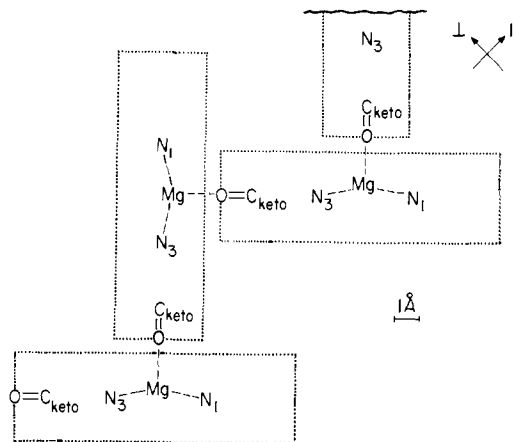 N3
⊥ ∥
Cketo
O
N1
Mg
N3
Mg
N1
O=Cketo
N3
1Å
Cketo
O
O=Cketo
N3
Mg
N1